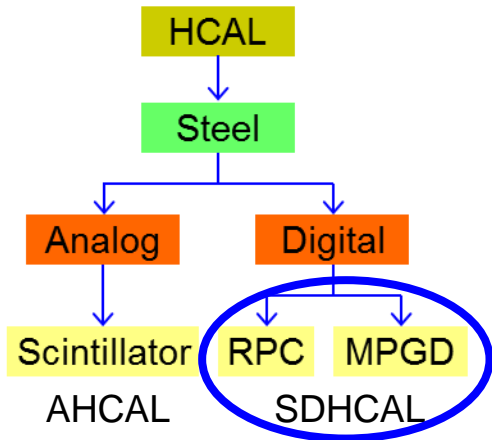 HCAL
Steel
Analog Digital
Scintillator RPC MPGD
AHCAL SDHCAL